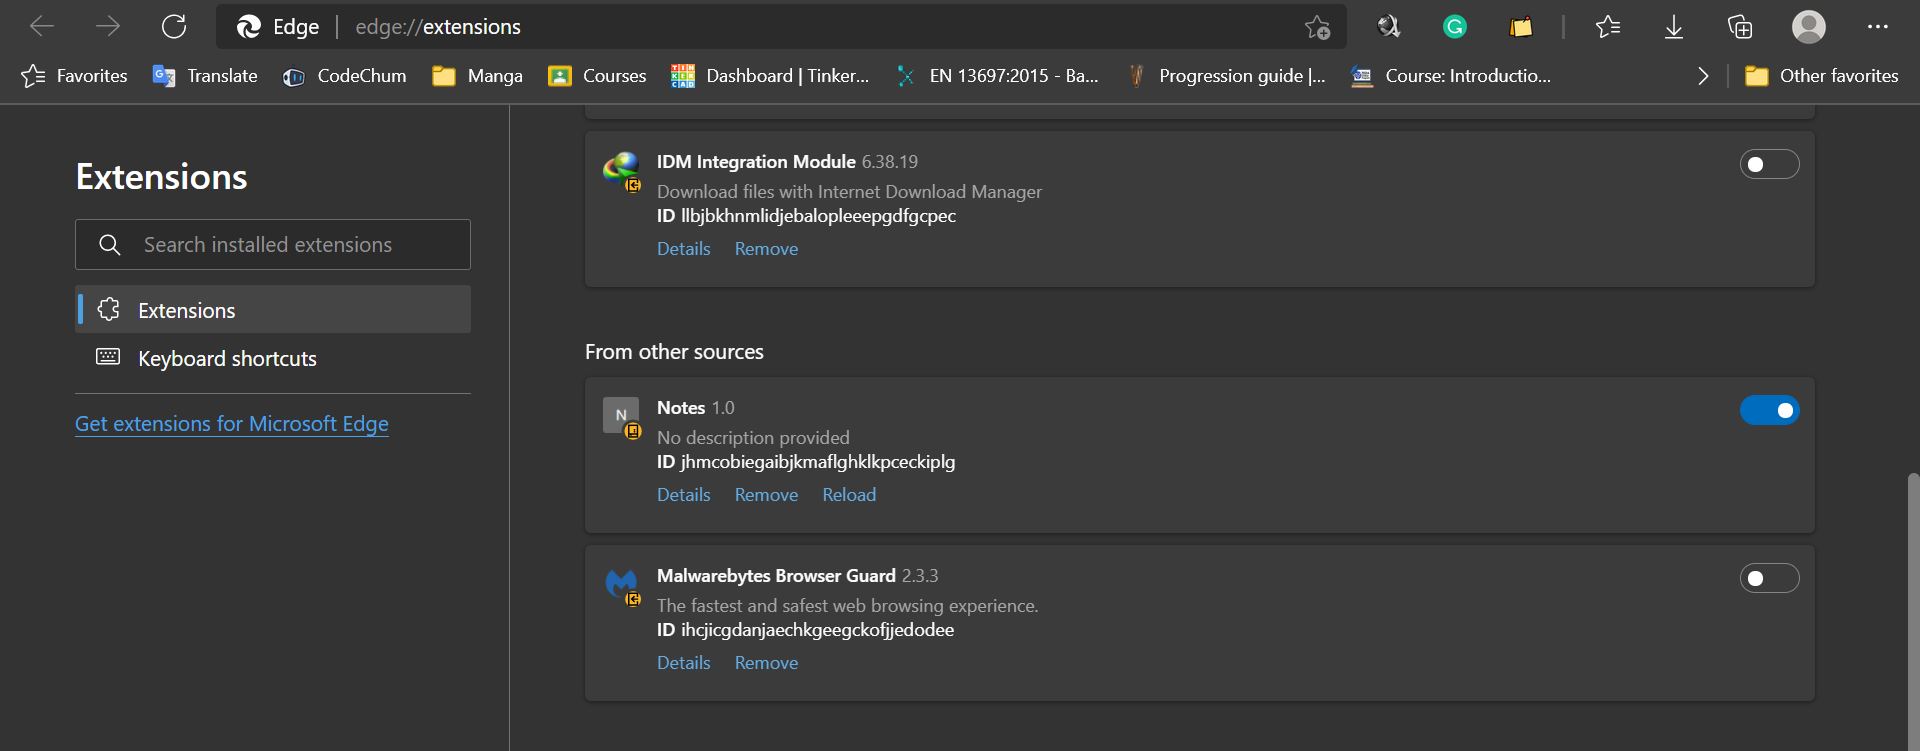 Edge | edge://extensions
Favorites Translate CodeChum Manga Courses Dashboard | Tinker... EN 13697:2015 - Ba... Progression guide |... Course: Introductio... Other favorites
Extensions
Search installed extensions
Extensions
Keyboard shortcuts
Get extensions for Microsoft Edge
IDM Integration Module 6.38.19
Download files with Internet Download Manager
ID llbjbkhnmlidjebalopleeepgdfgcpec
Details Remove
From other sources
N
Notes 1.0
No description provided
ID jhmcobiegaibjkmaflghklkpceckiplg
Details Remove Reload
Malwarebytes Browser Guard 2.3.3
The fastest and safest web browsing experience.
ID ihcjicgdanjaechkgeegckofjjedodee
Details Remove